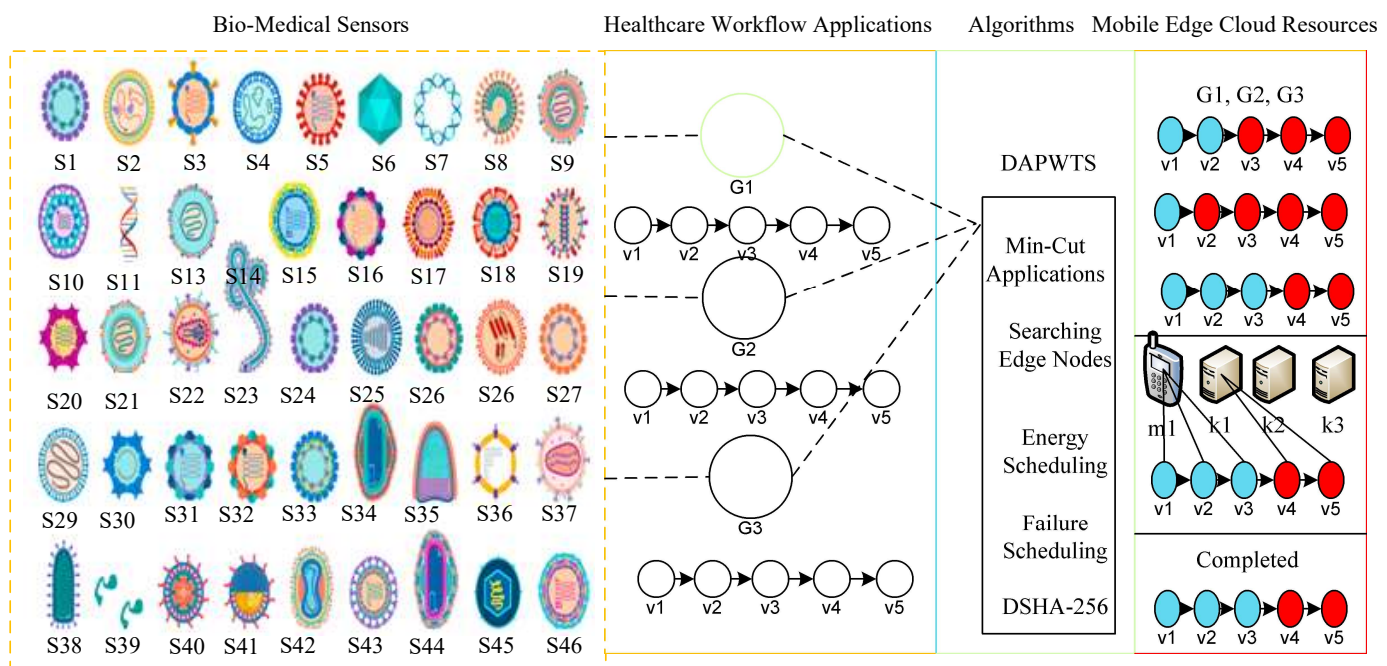 Bio-Medical Sensors
Healthcare Workflow Applications
Algorithms
Mobile Edge Cloud Resources
S1 S2 S3 S4 S5 S6 S7 S8 S9
S10 S11 S13 S14 S15 S16 S17 S18 S19
S20 S21 S22 S23 S24 S25 S26 S26 S27
S29 S30 S31 S32 S33 S34 S35 S36 S37
S38 S39 S40 S41 S42 S43 S44 S45 S46
G1
v1 v2 v3 v4 v5
G2
v1 v2 v3 v4 v5
G3
v1 v2 v3 v4 v5
DAPWTS
Min-Cut
Applications
Searching
Edge Nodes
Energy
Scheduling
Failure
Scheduling
DSHA-256
G1, G2, G3
v1 v2 v3 v4 v5
v1 v2 v3 v4 v5
v1 v2 v3 v4 v5
m1 k1 k2 k3
v1 v2 v3 v4 v5
Completed
v1 v2 v3 v4 v5